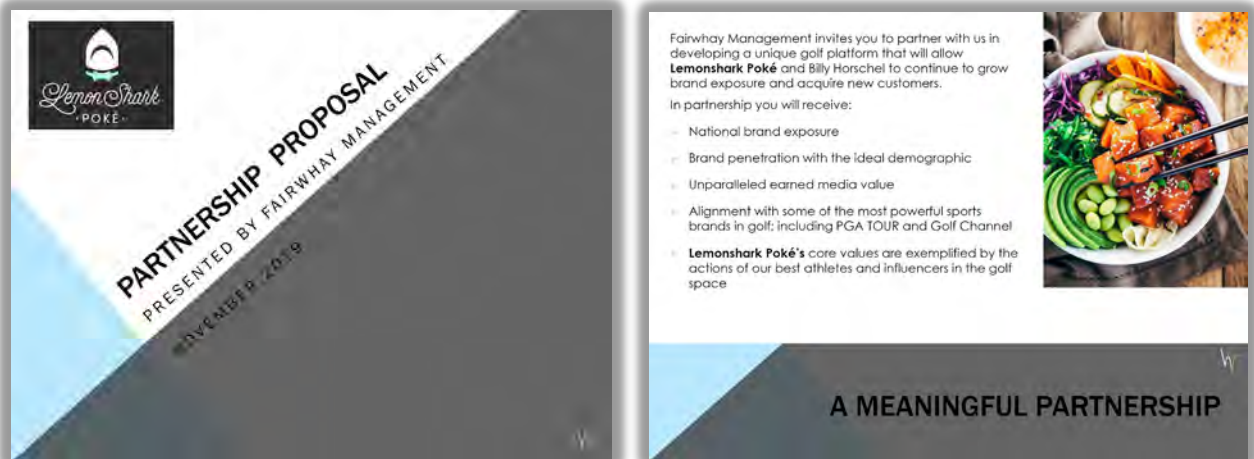 Lemon Shark
·POKÉ·
PARTNERSHIP PROPOSAL
PRESENTED BY FAIRWHAY MANAGEMENT
NOVEMBER 2019
Fairwhay Management invites you to partner with us in
developing a unique golf platform that will allow
Lemonshark Poké and Billy Horschel to continue to grow
brand exposure and acquire new customers.
In partnership you will receive:
National brand exposure
Brand penetration with the ideal demographic
Unparalleled earned media value
Alignment with some of the most powerful sports
brands in golf; including PGA TOUR and Golf Channel
Lemonshark Poké's core values are exemplified by the
actions of our best athletes and influencers in the golf
space
A MEANINGFUL PARTNERSHIP